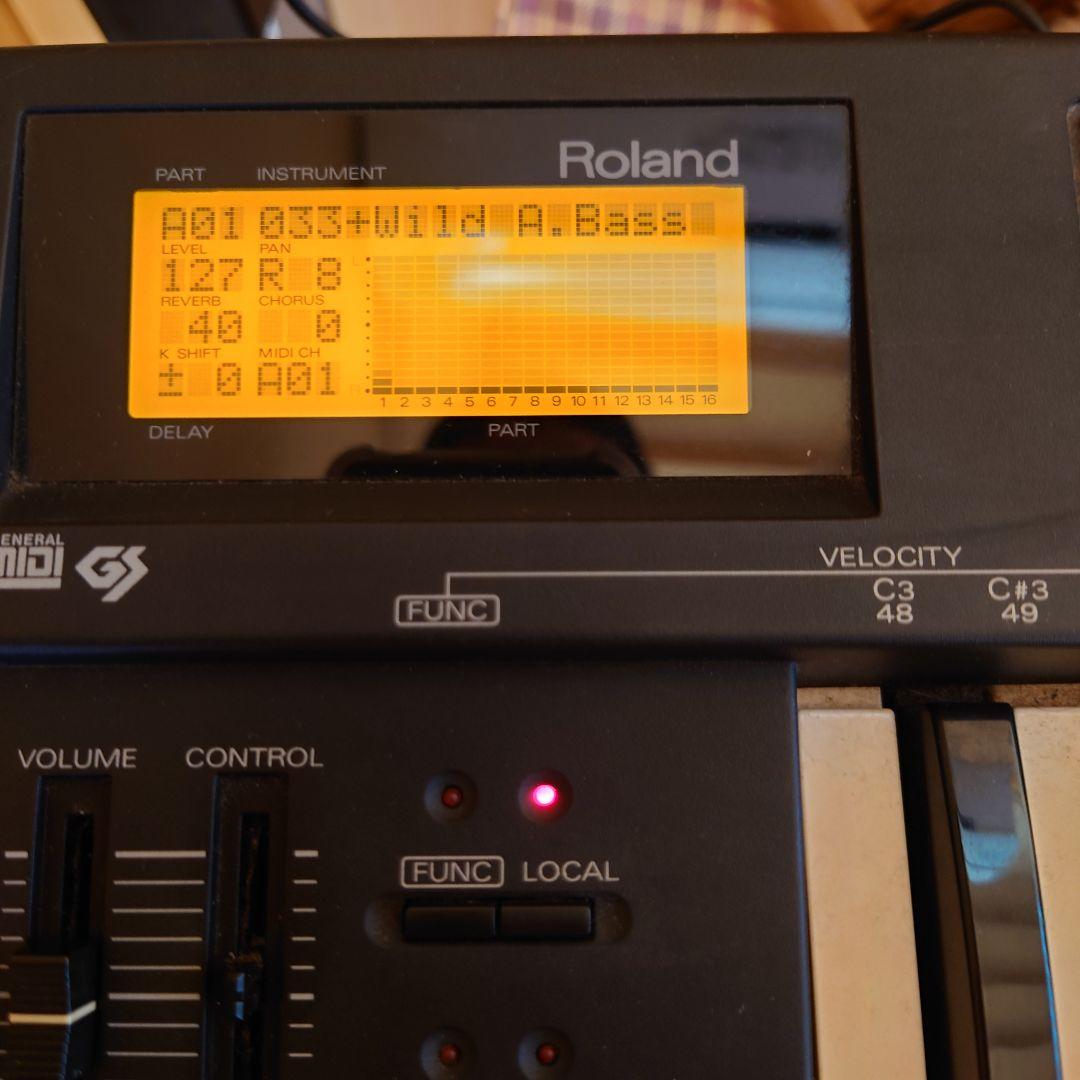 Roland
PART INSTRUMENT
A01 033+Wild A.Bass
LEVEL PAN
127 R 8
REVERB CHORUS
40 0
K SHIFT MIDI CH
± 0 A01
L
R
1 2 3 4 5 6 7 8 9 10 11 12 13 14 15 16
DELAY PART
ENERAL
MIDI GS
VELOCITY
FUNC
C3 C#3
48 49
VOLUME CONTROL
FUNC LOCAL